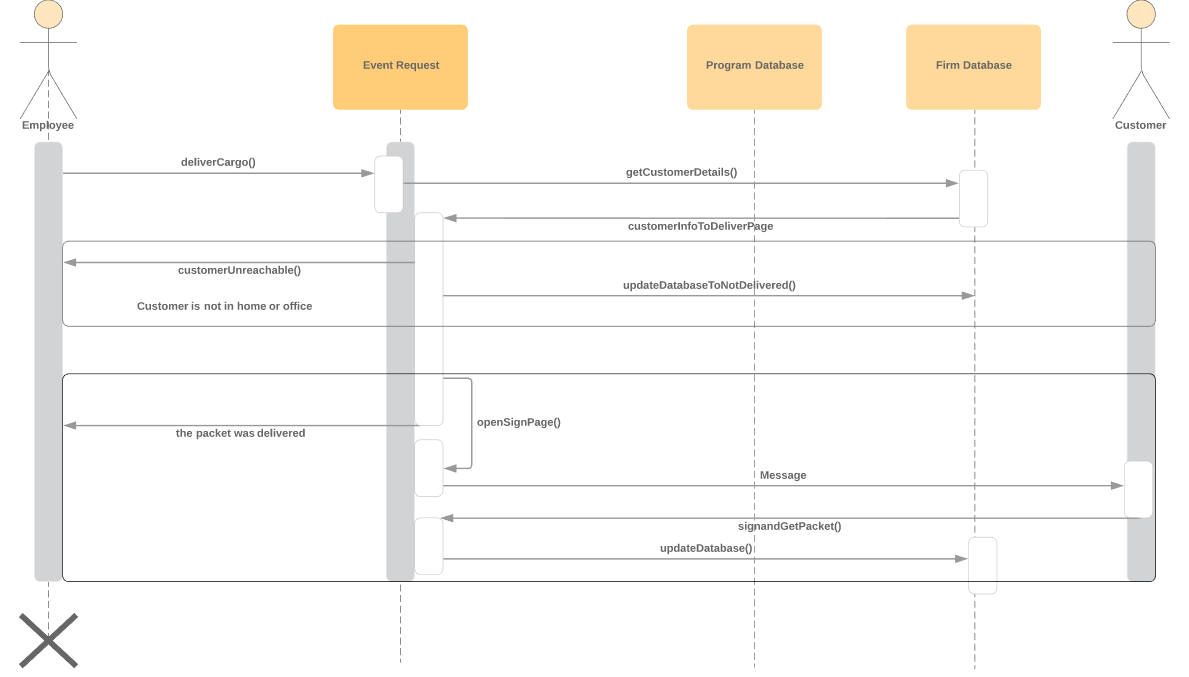 Event Request
Program Database
Firm Database
Employee
Customer
deliverCargo()
getCustomerDetails()
customerInfoToDeliverPage
customerUnreachable()
updateDatabaseToNotDelivered()
Customer is not in home or office
openSignPage()
the packet was delivered
Message
signandGetPacket()
updateDatabase()